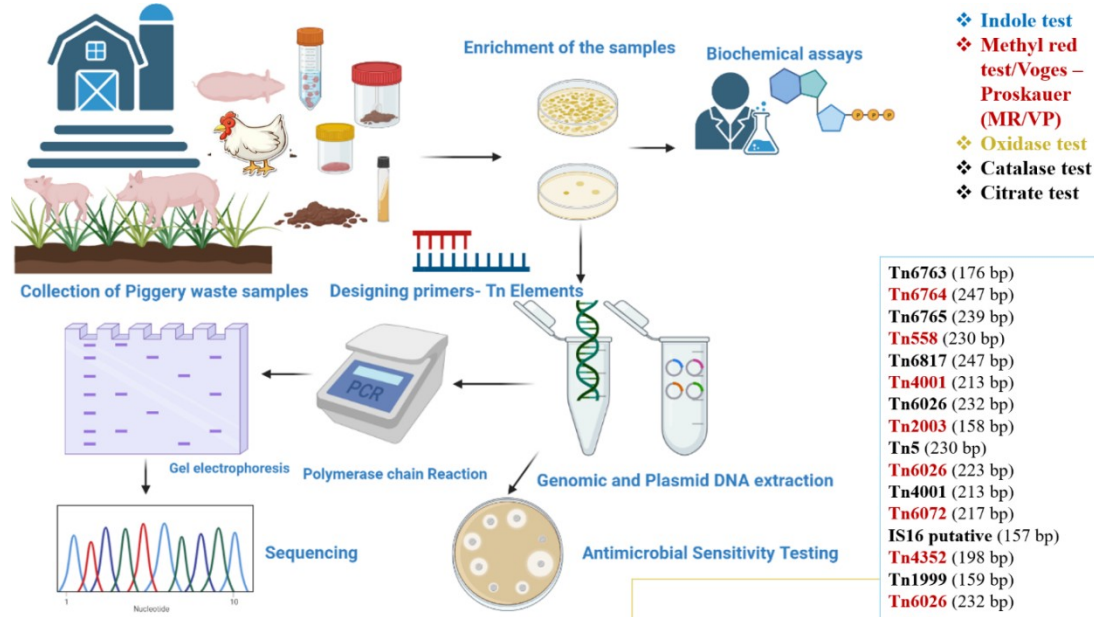 Enrichment of the samples
Biochemical assays
P P P
❖ Indole test
❖ Methyl red
test/Voges –
Proskauer
(MR/VP)
❖ Oxidase test
❖ Catalase test
❖ Citrate test
Collection of Piggery waste samples
Designing primers- Tn Elements
PCR
Gel electrophoresis
Polymerase chain Reaction
Genomic and Plasmid DNA extraction
Sequencing
1
10
Nucleotide
Antimicrobial Sensitivity Testing
Tn6763 (176 bp)
Tn6764 (247 bp)
Tn6765 (239 bp)
Tn558 (230 bp)
Tn6817 (247 bp)
Tn4001 (213 bp)
Tn6026 (232 bp)
Tn2003 (158 bp)
Tn5 (230 bp)
Tn6026 (223 bp)
Tn4001 (213 bp)
Tn6072 (217 bp)
IS16 putative (157 bp)
Tn4352 (198 bp)
Tn1999 (159 bp)
Tn6026 (232 bp)